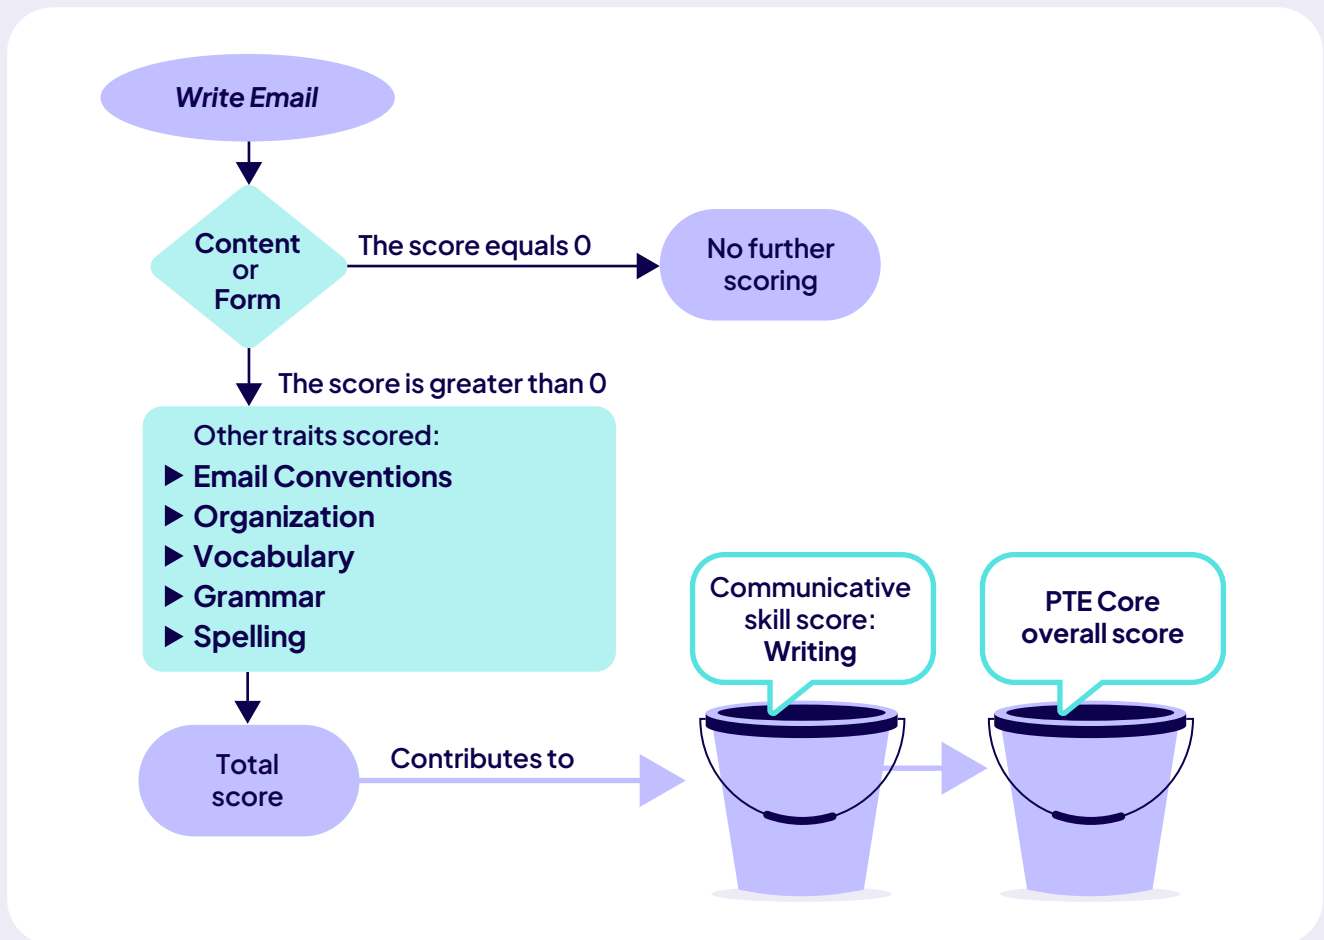 Write Email
Content
or
Form
The score equals 0
No further
scoring
The score is greater than 0
Other traits scored:
Email Conventions
Organization
Vocabulary
Grammar
Spelling
Total
score
Contributes to
Communicative
skill score:
Writing
PTE Core
overall score